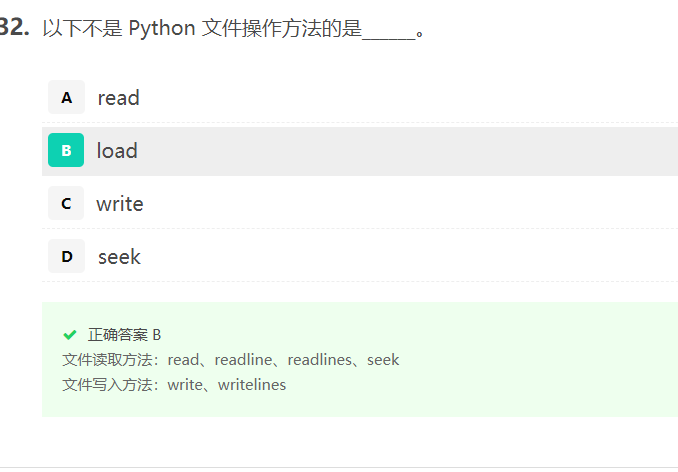 32. 以下不是 Python 文件操作方法的是______。
A read
B load
C write
D seek
正确答案 B
文件读取方法：read、readline、readlines、seek
文件写入方法：write、writelines